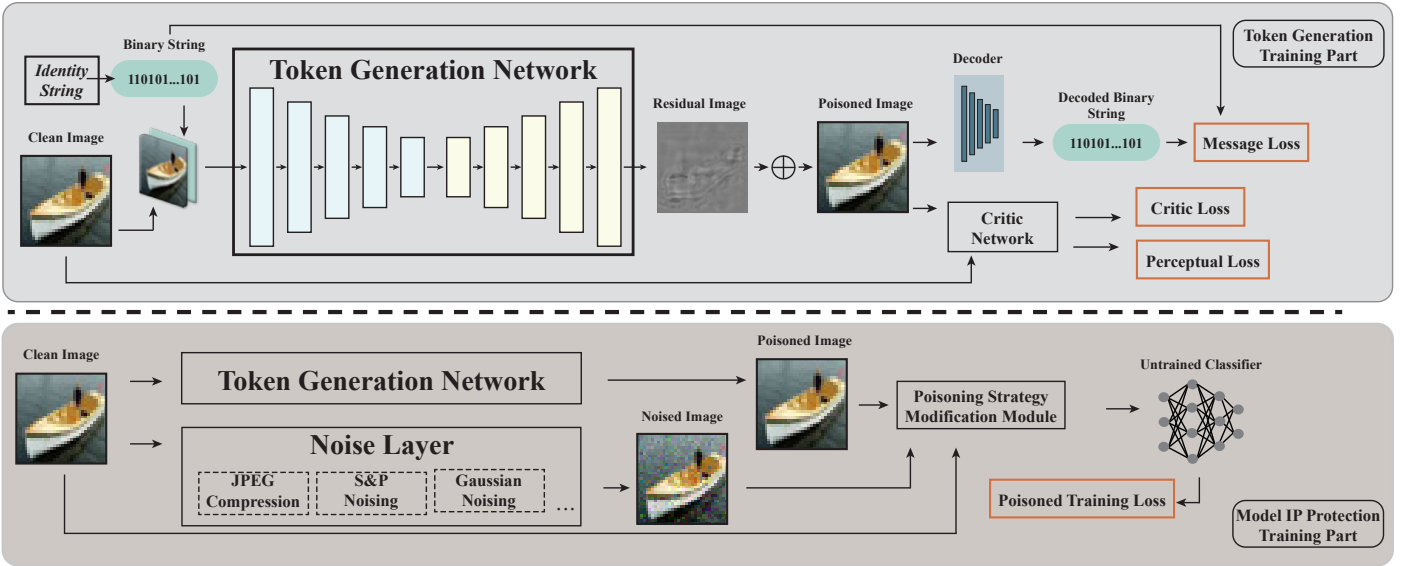 Token Generation
Training Part
Binary String
Identity
String
110101...101
Token Generation Network
Clean Image
Residual Image
Poisoned Image
Decoder
Decoded Binary
String
110101...101
Message Loss
Critic
Network
Critic Loss
Perceptual Loss
Clean Image
Token Generation Network
Noise Layer
JPEG
Compression
S&P
Noising
Gaussian
Noising
...
Noised Image
Poisoned Image
Poisoning Strategy
Modification Module
Untrained Classifier
Poisoned Training Loss
Model IP Protection
Training Part